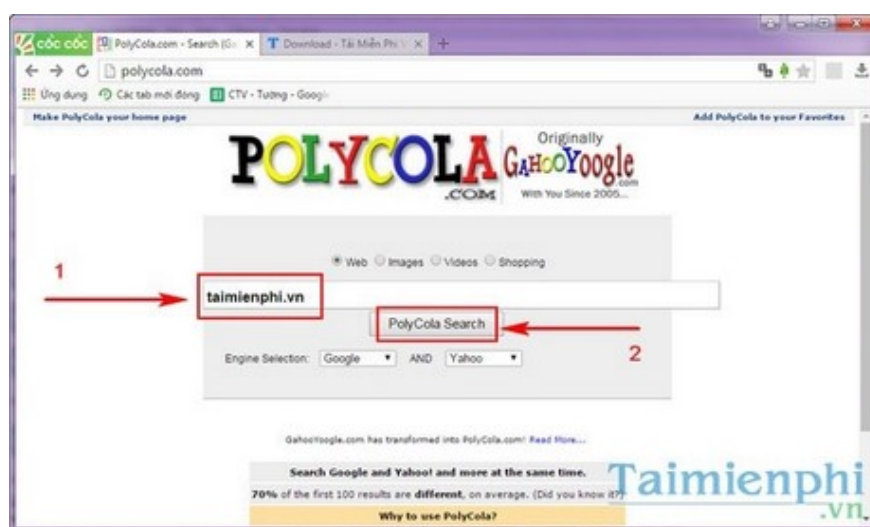 cốc cốc PolyCola.com - Search (G Download - Tải Miễn Phí V
polycola.com
Ứng dụng Các tab mới đóng CTV - Tường - Googl
Make PolyCola your home page Add PolyCola to your Favorites
POLYCOLA .COM
Originally
GAHOOYOOgle.com
With You Since 2005...
Web Images Videos Shopping
1
taimienphi.vn
PolyCola Search
2
Engine Selection: Google AND Yahoo
GahooYoogle.com has transformed into PolyCola.com! Read More...
Search Google and Yahoo! and more at the same time.
70% of the first 100 results are different, on average. (Did you know it?)
Why to use PolyCola?
Taimienphi
.vn